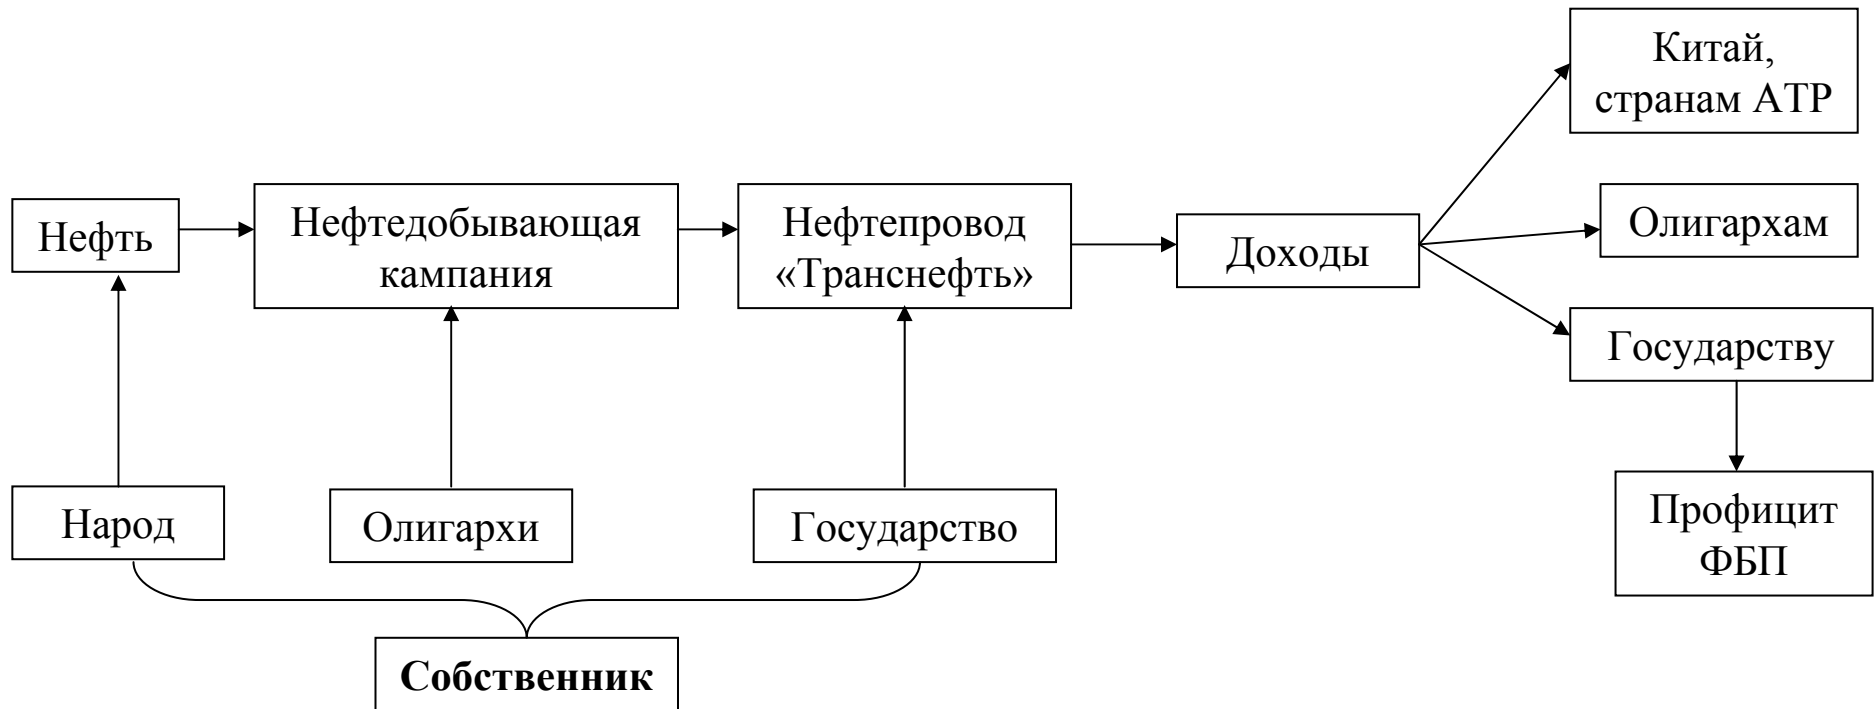 Китай,
странам АТР
Нефть
Нефтедобывающая
кампания
Нефтепровод
«Транснефть»
Доходы
Олигархам
Государству
Народ
Олигархи
Государство
Профицит
ФБП
Собственник